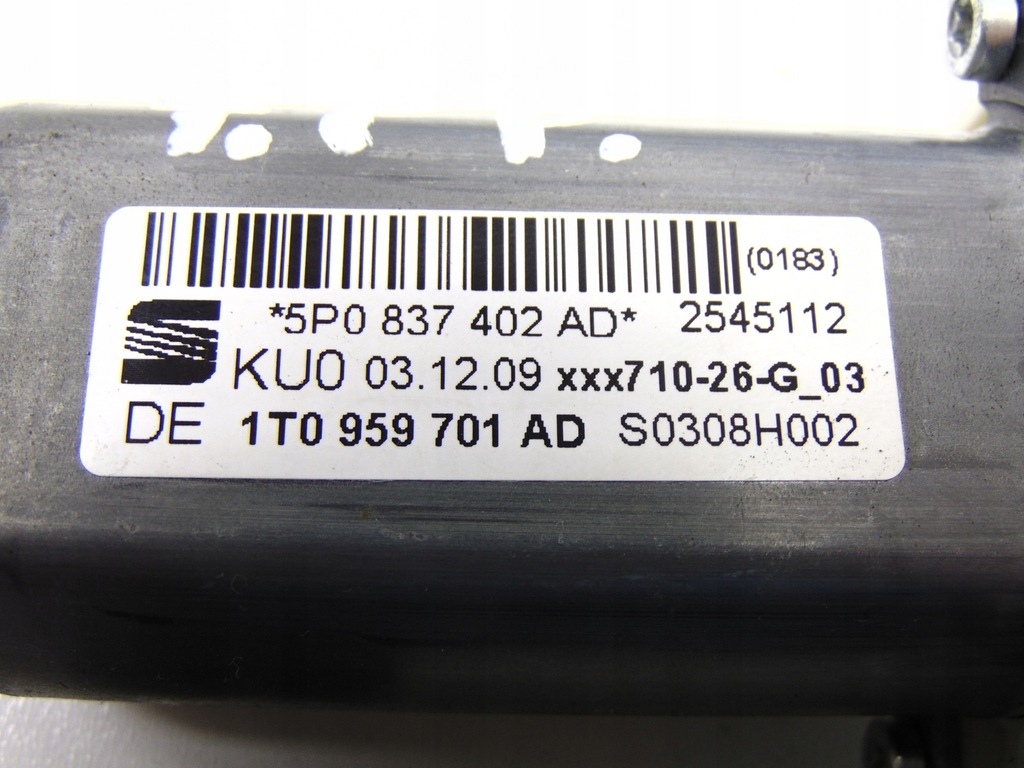 (0183)
*5P0 837 402 AD* 2545112
KU0 03.12.09 xxx710-26-G_03
DE 1T0 959 701 AD S0308H002